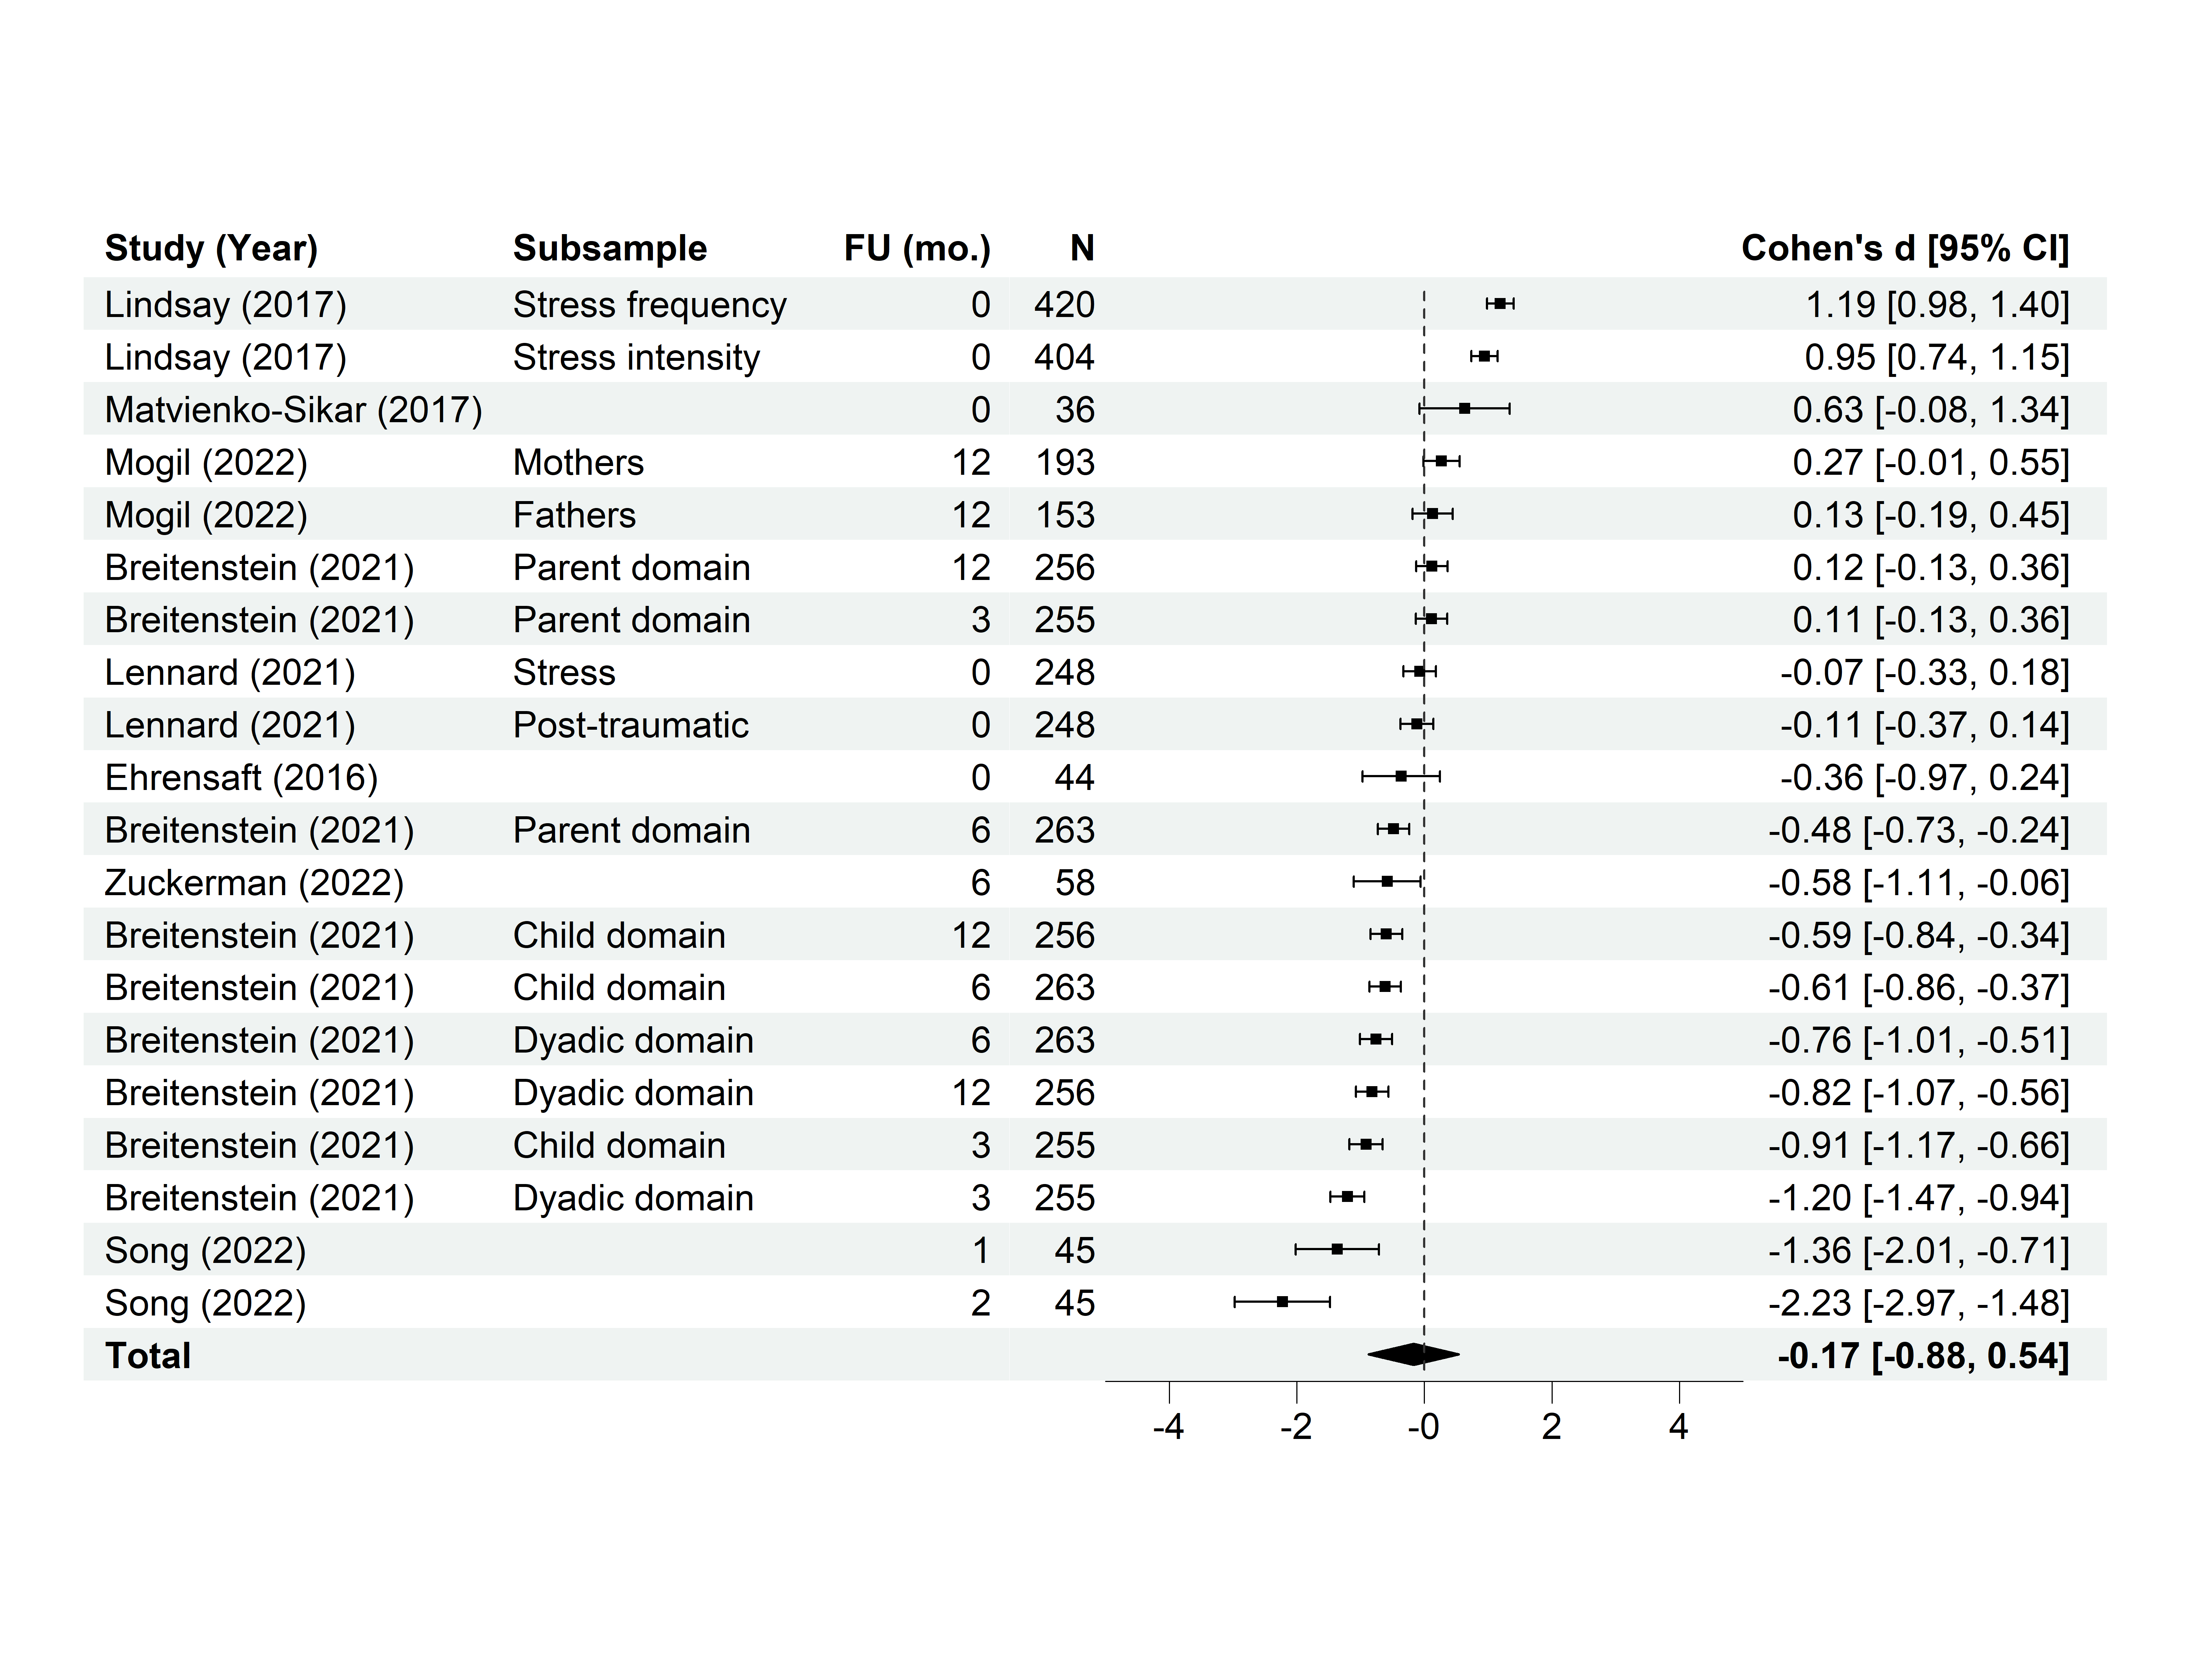 Study (Year) Subsample FU (mo.) N Cohen's d [95% CI]
Lindsay (2017) Stress frequency 0 420 1.19 [0.98, 1.40]
Lindsay (2017) Stress intensity 0 404 0.95 [0.74, 1.15]
Matvienko-Sikar (2017) 0 36 0.63 [-0.08, 1.34]
Mogil (2022) Mothers 12 193 0.27 [-0.01, 0.55]
Mogil (2022) Fathers 12 153 0.13 [-0.19, 0.45]
Breitenstein (2021) Parent domain 12 256 0.12 [-0.13, 0.36]
Breitenstein (2021) Parent domain 3 255 0.11 [-0.13, 0.36]
Lennard (2021) Stress 0 248 -0.07 [-0.33, 0.18]
Lennard (2021) Post-traumatic 0 248 -0.11 [-0.37, 0.14]
Ehrensaft (2016) 0 44 -0.36 [-0.97, 0.24]
Breitenstein (2021) Parent domain 6 263 -0.48 [-0.73, -0.24]
Zuckerman (2022) 6 58 -0.58 [-1.11, -0.06]
Breitenstein (2021) Child domain 12 256 -0.59 [-0.84, -0.34]
Breitenstein (2021) Child domain 6 263 -0.61 [-0.86, -0.37]
Breitenstein (2021) Dyadic domain 6 263 -0.76 [-1.01, -0.51]
Breitenstein (2021) Dyadic domain 12 256 -0.82 [-1.07, -0.56]
Breitenstein (2021) Child domain 3 255 -0.91 [-1.17, -0.66]
Breitenstein (2021) Dyadic domain 3 255 -1.20 [-1.47, -0.94]
Song (2022) 1 45 -1.36 [-2.01, -0.71]
Song (2022) 2 45 -2.23 [-2.97, -1.48]
Total -0.17 [-0.88, 0.54]
-4 -2 -0 2 4